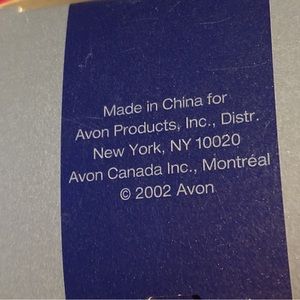 Made in China for
Avon Products, Inc., Distr.
New York, NY 10020
Avon Canada Inc., Montréal
© 2002 Avon